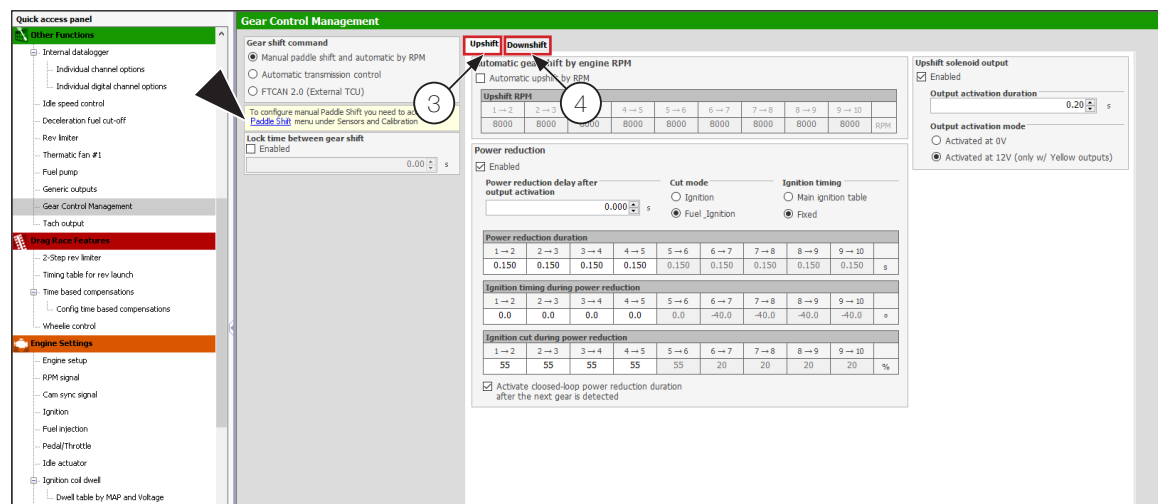 Quick access panel
Other Functions
Internal datalogger
Individual channel options
Individual digital channel options
Idle speed control
Deceleration fuel cut-off
Rev limiter
Thermatic fan #1
Fuel pump
Generic outputs
Gear Control Management
Tach output
Drag Race Features
2-Step rev limiter
Timing table for rev launch
Time based compensations
Config time based compensations
Wheelie control
Engine Settings
Engine setup
RPM signal
Cam sync signal
Ignition
Fuel injection
Pedal/Throttle
Idle actuator
Ignition coil dwell
Dwell table by MAP and Voltage
Gear Control Management
Gear shift command
Manual paddle shift and automatic by RPM
Automatic transmission control
FTCAN 2.0 (External TCU)
To configure manual Paddle Shift you need to
Paddle Shift menu under Sensors and Calibration
Lock time between gear shift
Enabled
0.00 s
3
4
Upshift Downshift
Automatic gearshift by engine RPM
Automatic upshift by RPM
Upshift RPM
1→2 2→3 4→5 5→6 6→7 7→8 8→9 9→10
8000 8000 8000 8000 8000 8000 8000 8000 8000 RPM
Power reduction
Enabled
Power reduction delay after
output activation
0.000 s
Cut mode
Ignition
Fuel _Ignition
Ignition timing
Main ignition table
Fixed
Power reduction duration
1→2 2→3 3→4 4→5 5→6 6→7 7→8 8→9 9→10
0.150 0.150 0.150 0.150 0.150 0.150 0.150 0.150 0.150 s
Ignition timing during power reduction
1→2 2→3 3→4 4→5 5→6 6→7 7→8 8→9 9→10
0.0 0.0 0.0 0.0 0.0 -40.0 -40.0 -40.0 -40.0 °
Ignition cut during power reduction
1→2 2→3 3→4 4→5 5→6 6→7 7→8 8→9 9→10
55 55 55 55 55 20 20 20 20 %
Activate cloosed-loop power reduction duration
after the next gear is detected
Upshift solenoid output
Enabled
Output activation duration
0.20 s
Output activation mode
Activated at 0V
Activated at 12V (only w/ Yellow outputs)